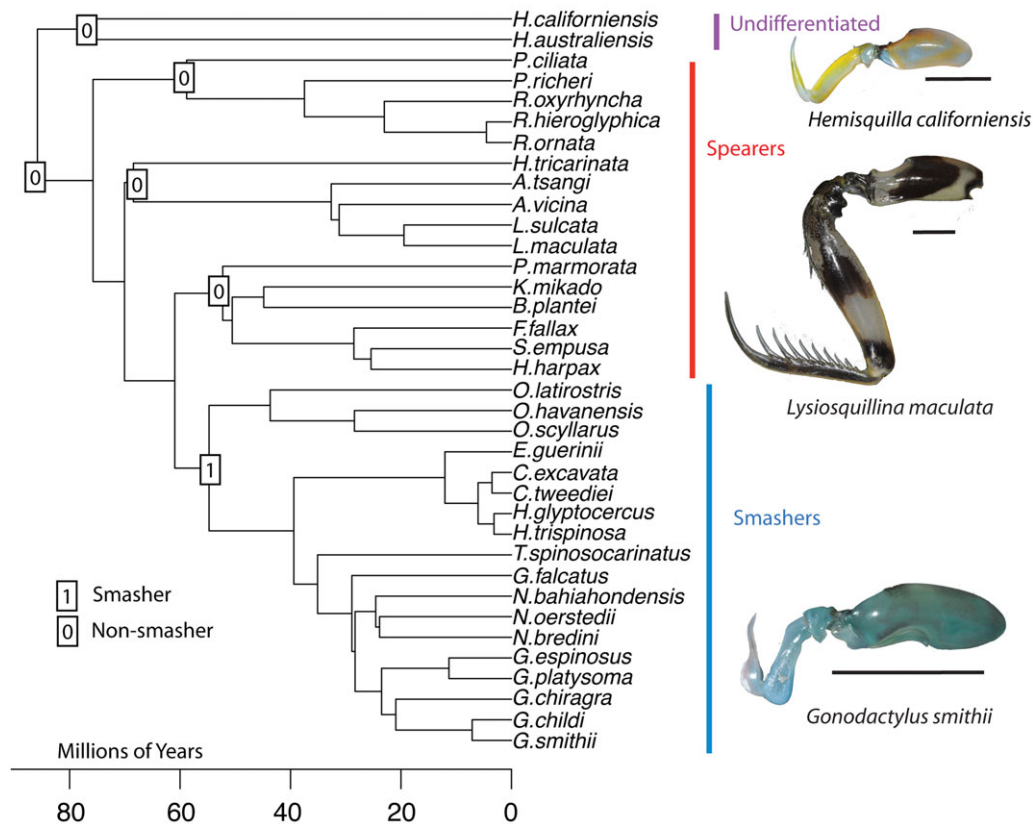 H.californiensis
H.australiensis
P.ciliata
P.richeri
R.oxyrhyncha
R.hieroglyphica
R.ornata
H.tricarinata
A.tsangi
A.vicina
L.sulcata
L.maculata
P.marmorata
K.mikado
B.plantei
F.fallax
S.empusa
H.harpax
O.latirostris
O.havanensis
O.scyllarus
E.guerinii
C.excavata
C.tweediei
H.glyptocercus
H.trispinosa
T.spinosocarinatus
G.falcatus
N.bahiahondensis
N.oerstedii
N.bredini
G.espinosus
G.platysoma
G.chiragra
G.childi
G.smithii
0
0
0
0
0
1
1 Smasher
0 Non-smasher
Millions of Years
80 60 40 20 0
Undifferentiated
Hemisquilla californiensis
Spearers
Lysiosquillina maculata
Smashers
Gonodactylus smithii